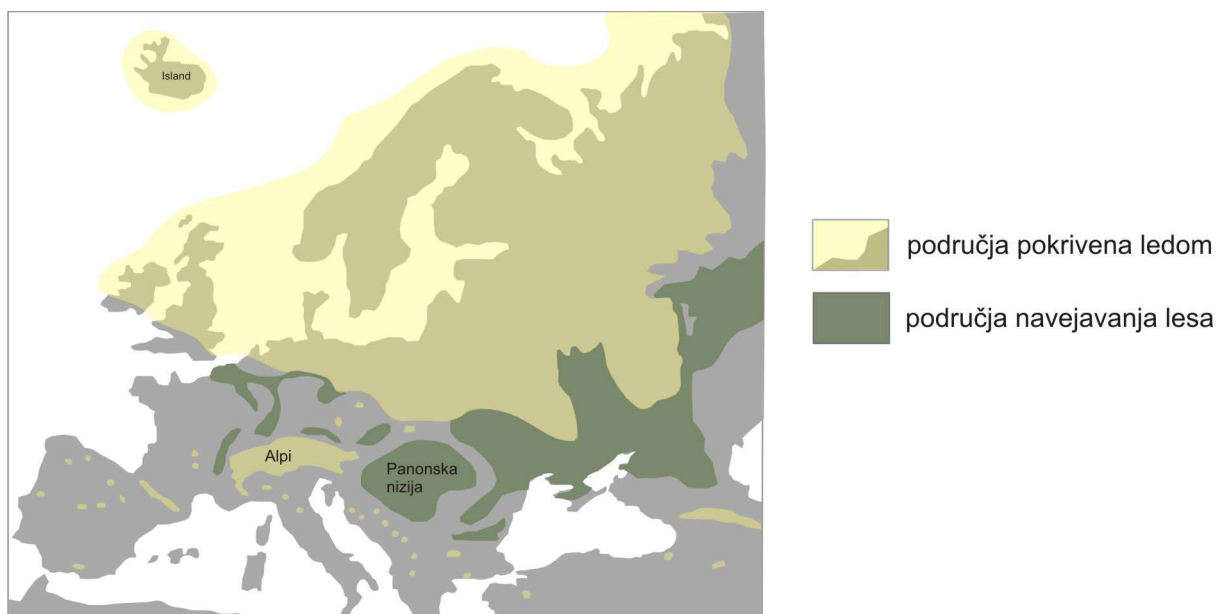 Island
Alpi
Panonska
nizija
područja pokrivena ledom
područja navejavanja lesa